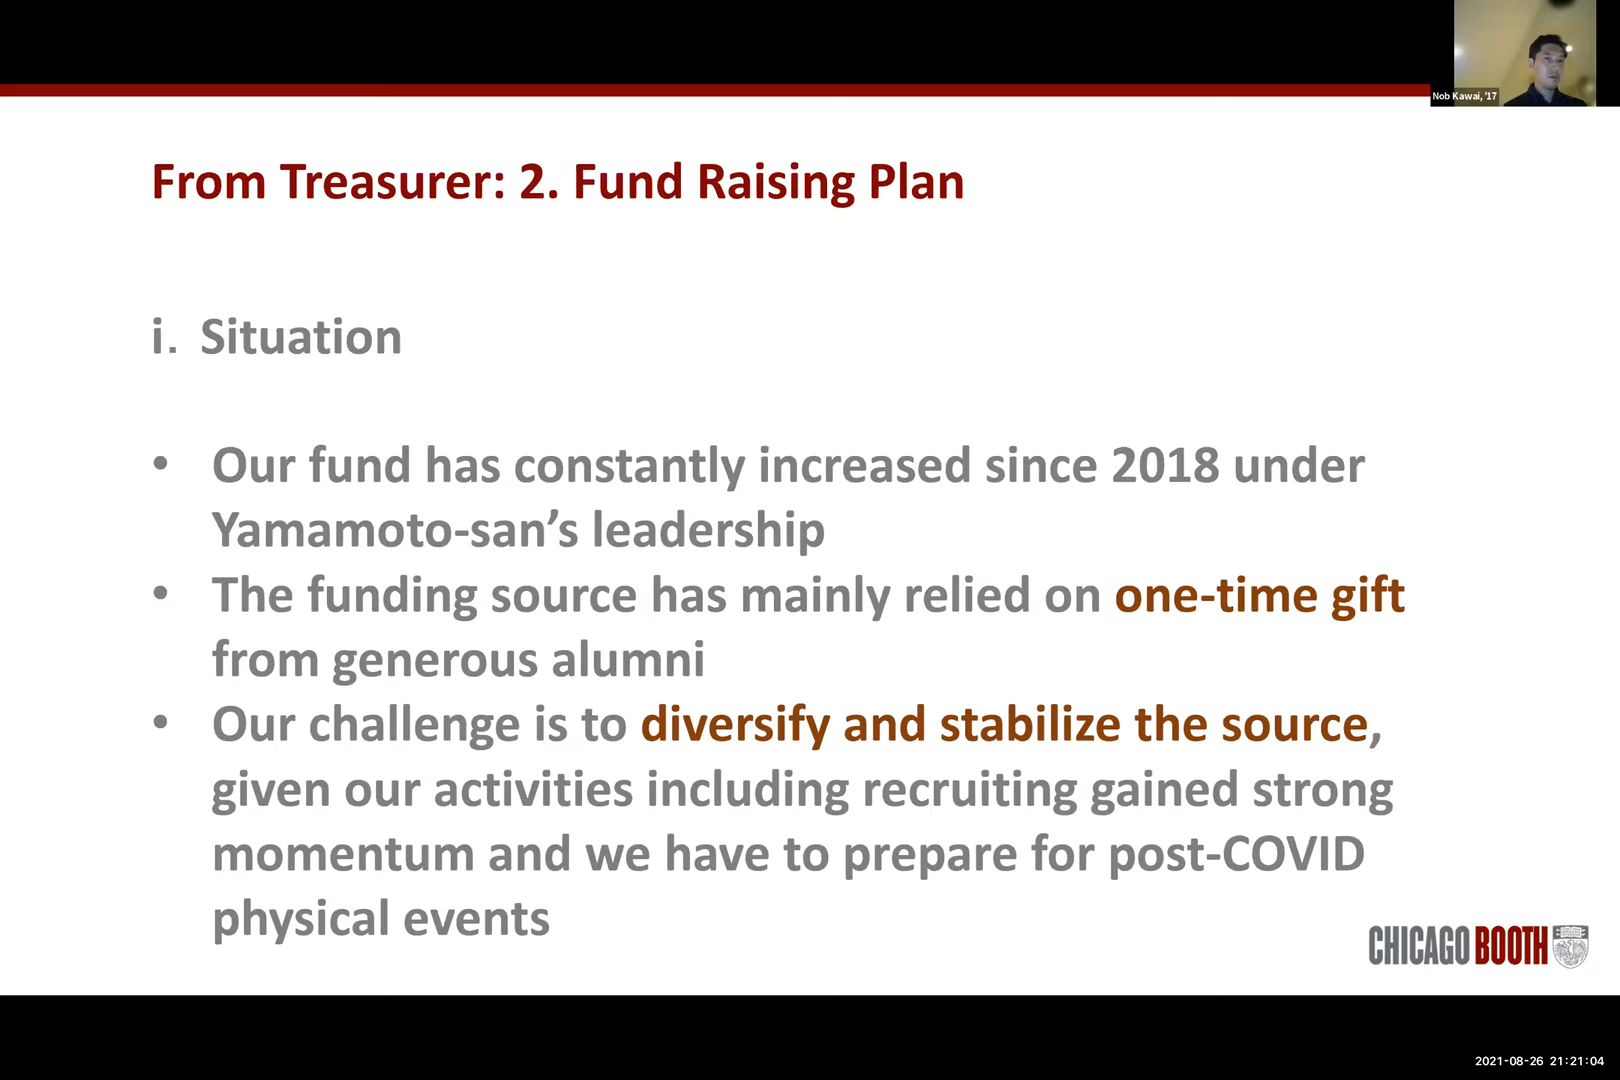 Nob Kawai, '17
From Treasurer: 2. Fund Raising Plan
i. Situation
• Our fund has constantly increased since 2018 under
Yamamoto-san’s leadership
• The funding source has mainly relied on one-time gift
from generous alumni
• Our challenge is to diversify and stabilize the source,
given our activities including recruiting gained strong
momentum and we have to prepare for post-COVID
physical events
CHICAGO BOOTH
2021-08-26 21:21:04